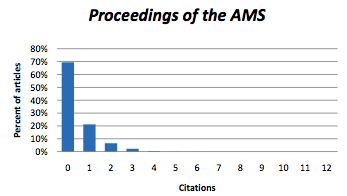 Proceedings of the AMS
Percent of articles
80%
70%
60%
50%
40%
30%
20%
10%
0%
0 1 2 3 4 5 6 7 8 9 10 11 12
Citations